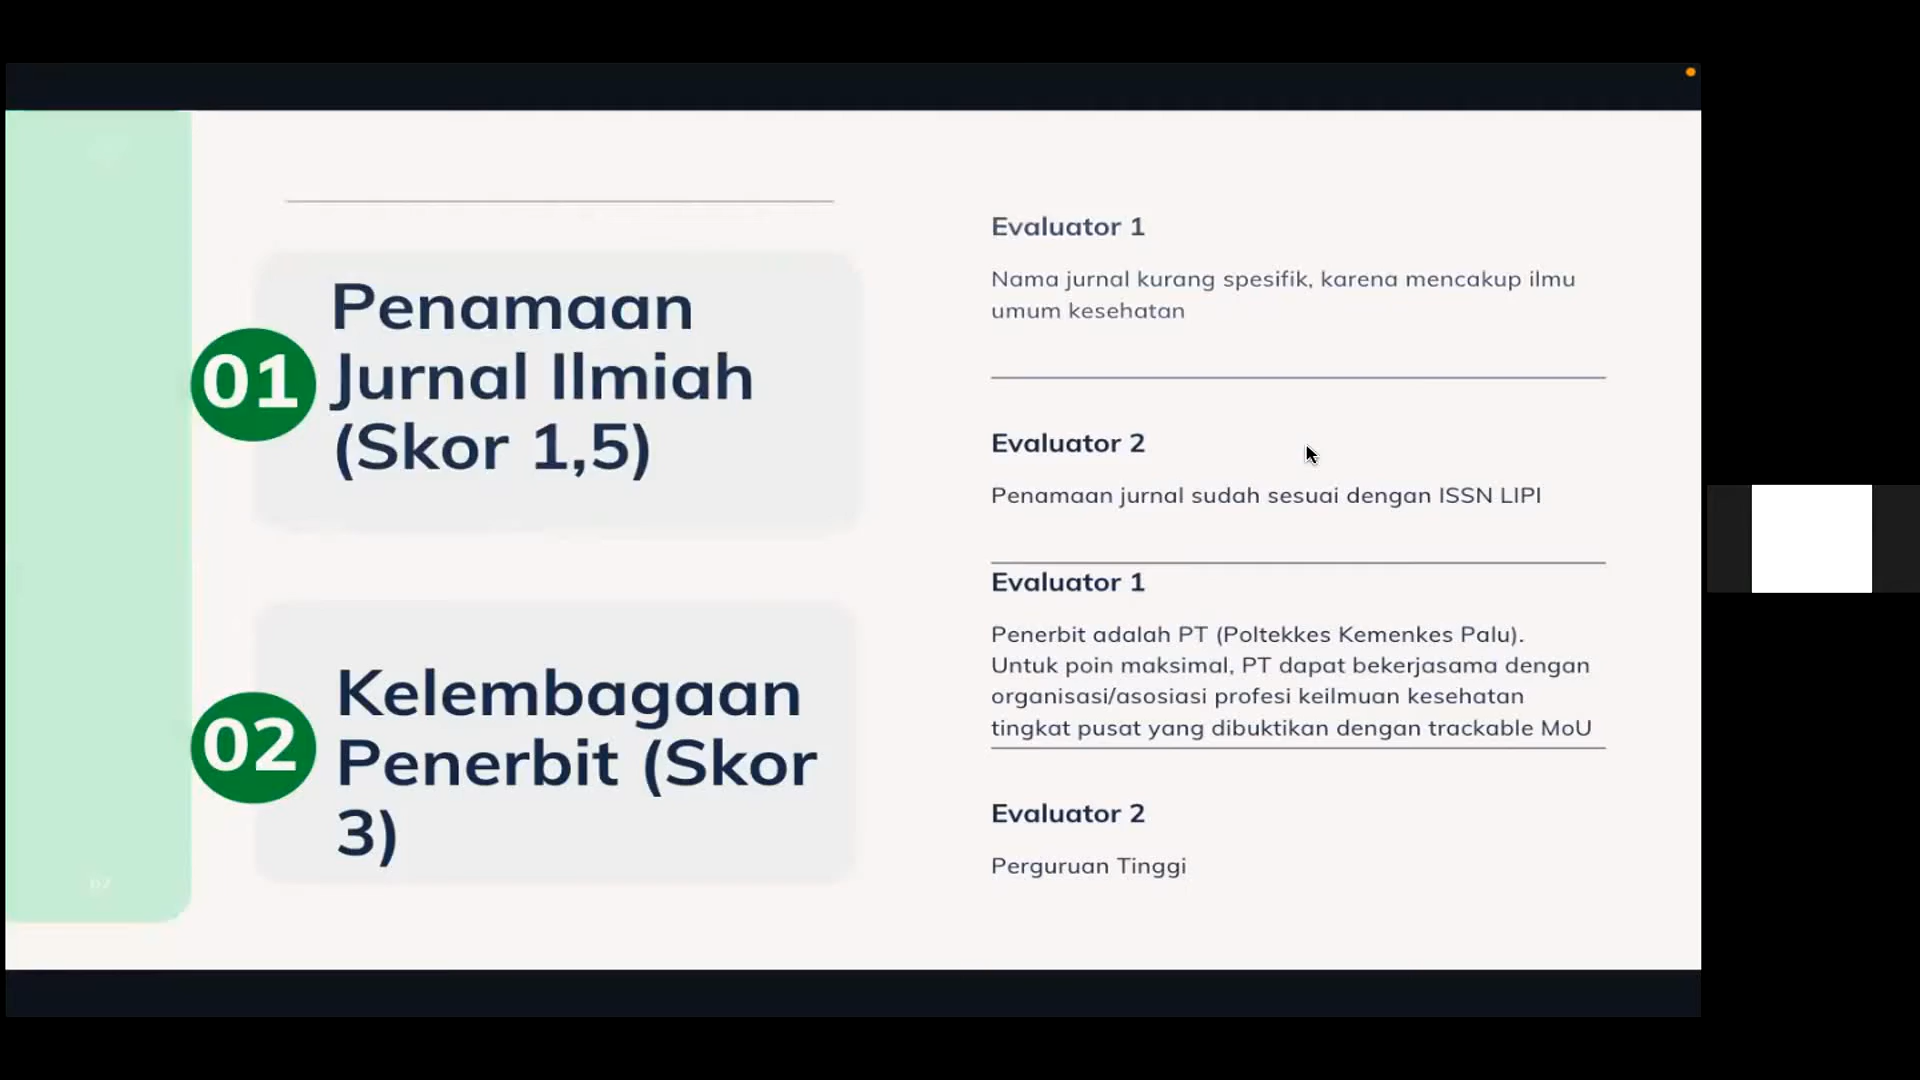 01
Penamaan
Jurnal Ilmiah
(Skor 1,5)
Evaluator 1
Nama jurnal kurang spesifik, karena mencakup ilmu
umum kesehatan
Evaluator 2
Penamaan jurnal sudah sesuai dengan ISSN LIPI
02
Kelembagaan
Penerbit (Skor
3)
Evaluator 1
Penerbit adalah PT (Poltekkes Kemenkes Palu).
Untuk poin maksimal, PT dapat bekerjasama dengan
organisasi/asosiasi profesi keilmuan kesehatan
tingkat pusat yang dibuktikan dengan trackable MoU
Evaluator 2
Perguruan Tinggi